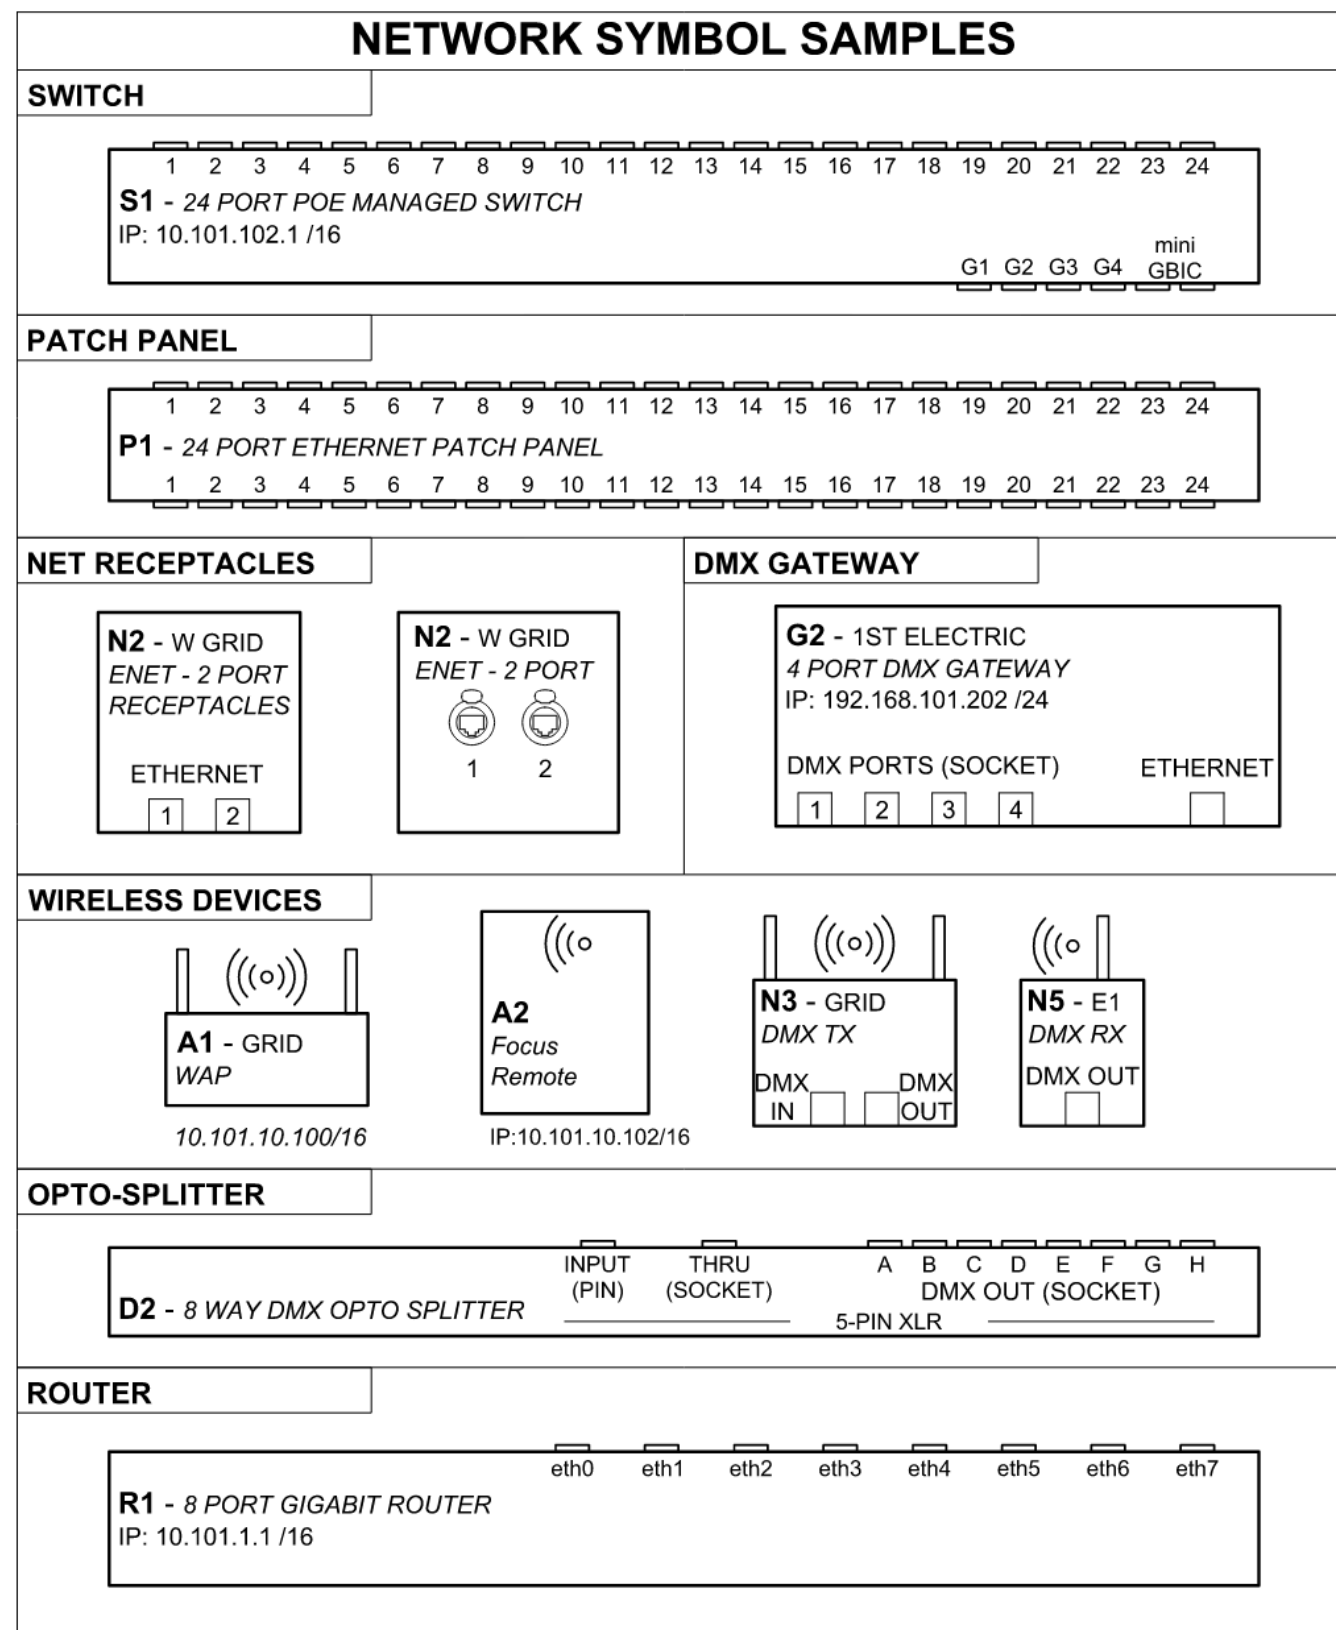 NETWORK SYMBOL SAMPLES
SWITCH
1 2 3 4 5 6 7 8 9 10 11 12 13 14 15 16 17 18 19 20 21 22 23 24
S1 - 24 PORT POE MANAGED SWITCH
IP: 10.101.102.1 /16
mini
G1 G2 G3 G4 GBIC
PATCH PANEL
1 2 3 4 5 6 7 8 9 10 11 12 13 14 15 16 17 18 19 20 21 22 23 24
P1 - 24 PORT ETHERNET PATCH PANEL
1 2 3 4 5 6 7 8 9 10 11 12 13 14 15 16 17 18 19 20 21 22 23 24
NET RECEPTACLES
N2 - W GRID
ENET - 2 PORT
RECEPTACLES
ETHERNET
1 2
N2 - W GRID
ENET - 2 PORT
1 2
DMX GATEWAY
G2 - 1ST ELECTRIC
4 PORT DMX GATEWAY
IP: 192.168.101.202 /24
DMX PORTS (SOCKET) ETHERNET
1 2 3 4
WIRELESS DEVICES
A1 - GRID
WAP
10.101.10.100/16
A2
Focus
Remote
IP:10.101.10.102/16
N3 - GRID
DMX TX
DMX DMX
IN OUT
N5 - E1
DMX RX
DMX OUT
OPTO-SPLITTER
INPUT THRU A B C D E F G H
(PIN) (SOCKET) DMX OUT (SOCKET)
D2 - 8 WAY DMX OPTO SPLITTER
5-PIN XLR
ROUTER
eth0 eth1 eth2 eth3 eth4 eth5 eth6 eth7
R1 - 8 PORT GIGABIT ROUTER
IP: 10.101.1.1 /16